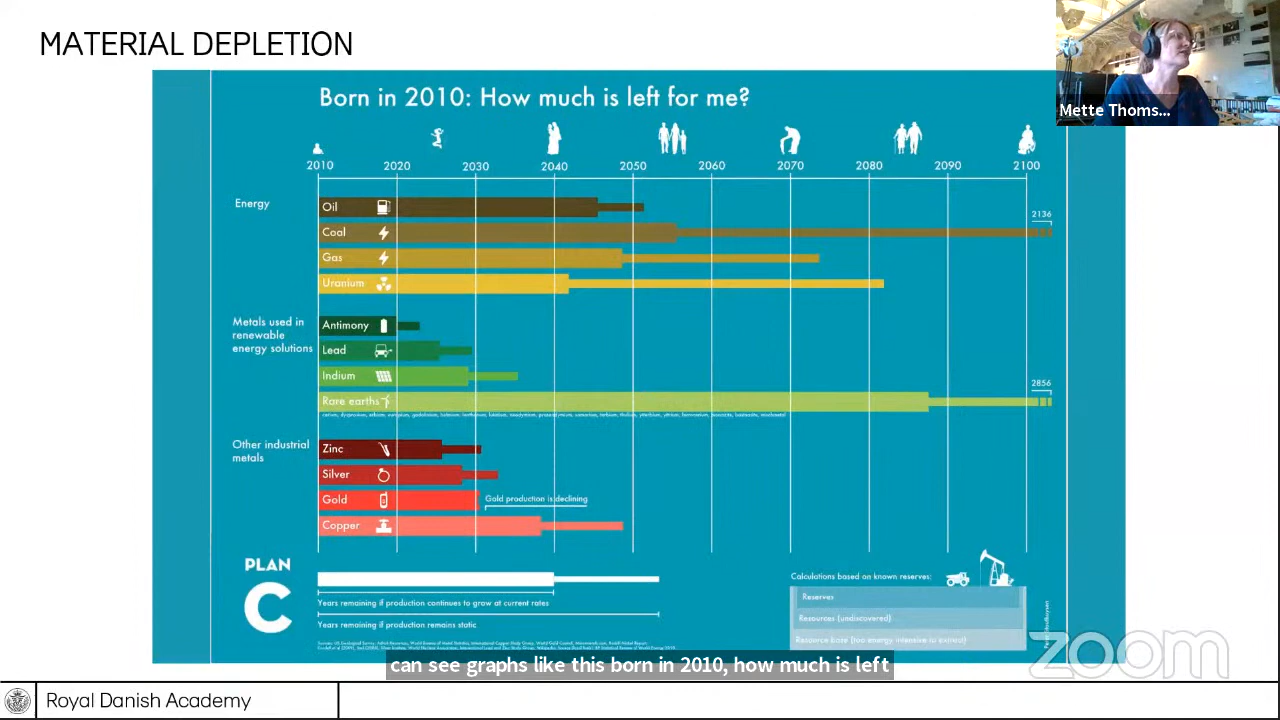 MATERIAL DEPLETION
Mette Thoms...
Born in 2010: How much is left for me?
2010 2020 2030 2040 2050 2060 2070 2080 2090 2100
Energy
Oil
2136
Coal
Gas
Uranium
Metals used in
renewable
energy solutions
Antimony
Lead
Indium
2856
Rare earths
Other industrial
metals
Zinc
Silver
Gold
Gold production is declining
Copper
PLAN
C
Years remaining if production continues to grow at current rates
Years remaining if production remains static
Calculations based on known reserves:
Reserves
Resources (undiscovered)
Resource base (too energy intensive to extract)
zoom
can see graphs like this born in 2010, how much is left
Royal Danish Academy